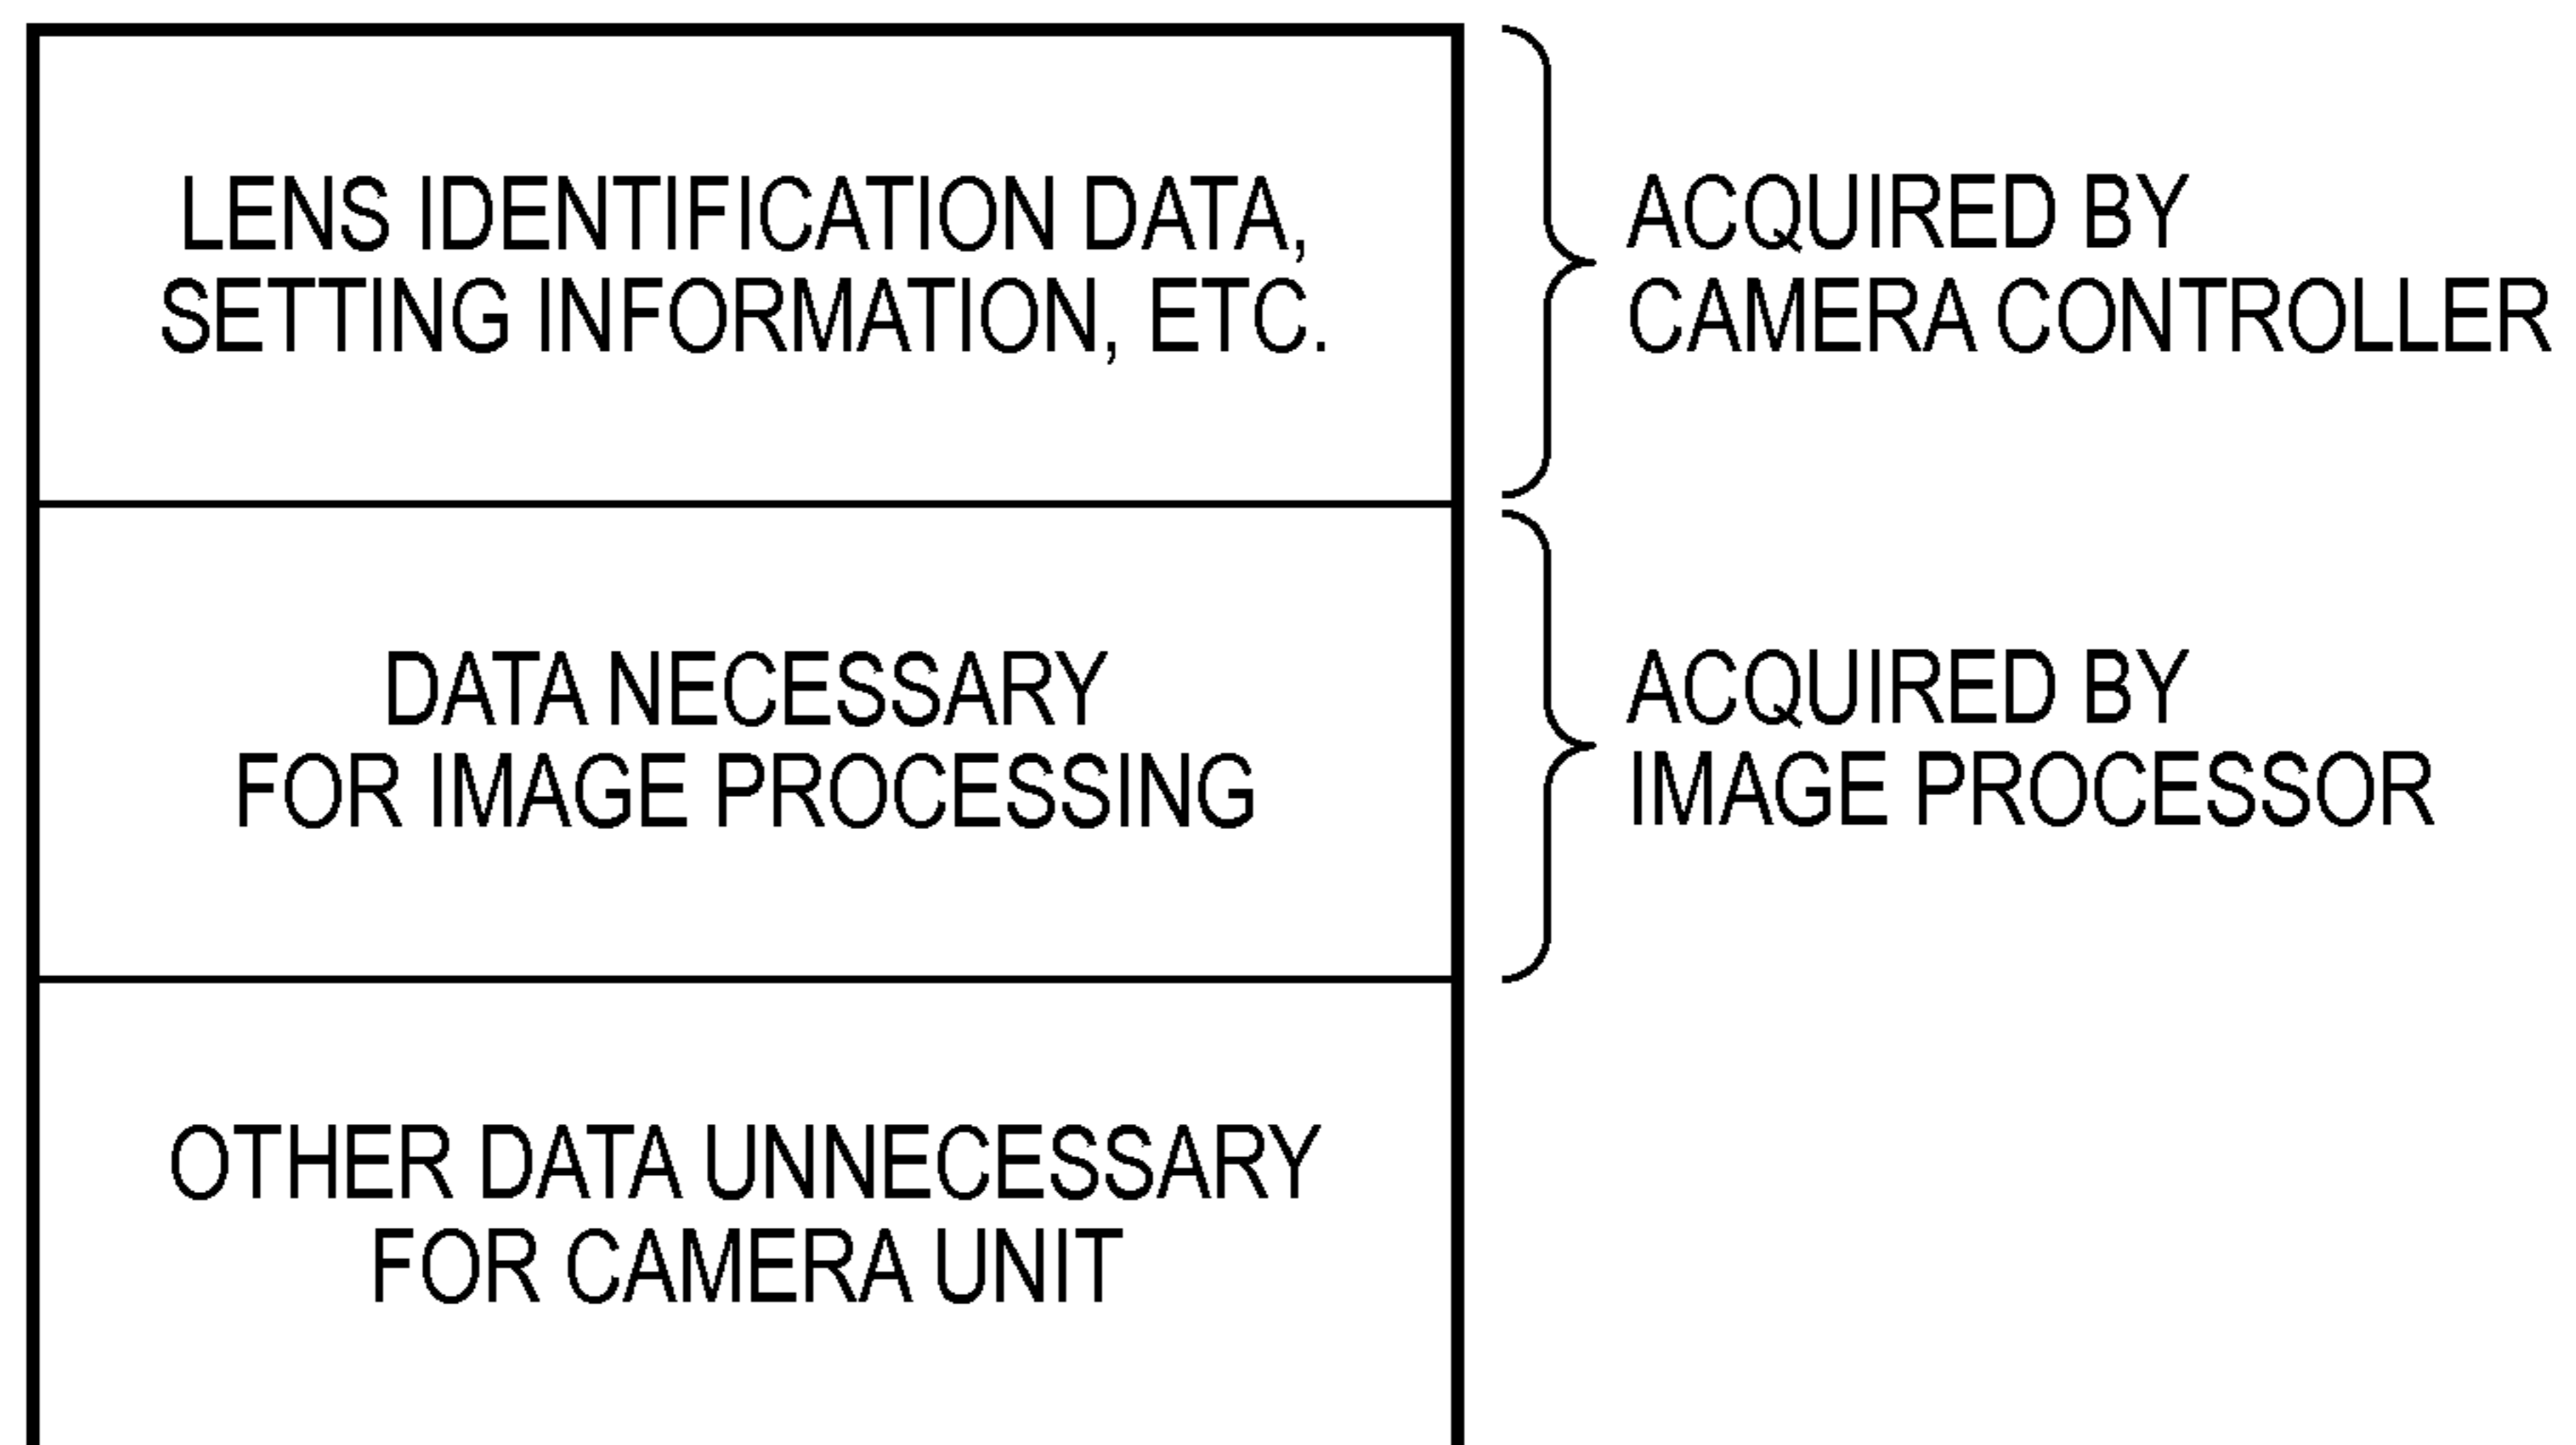 LENS IDENTIFICATION DATA,
SETTING INFORMATION, ETC.
ACQUIRED BY
CAMERA CONTROLLER
DATA NECESSARY
FOR IMAGE PROCESSING
ACQUIRED BY
IMAGE PROCESSOR
OTHER DATA UNNECESSARY
FOR CAMERA UNIT